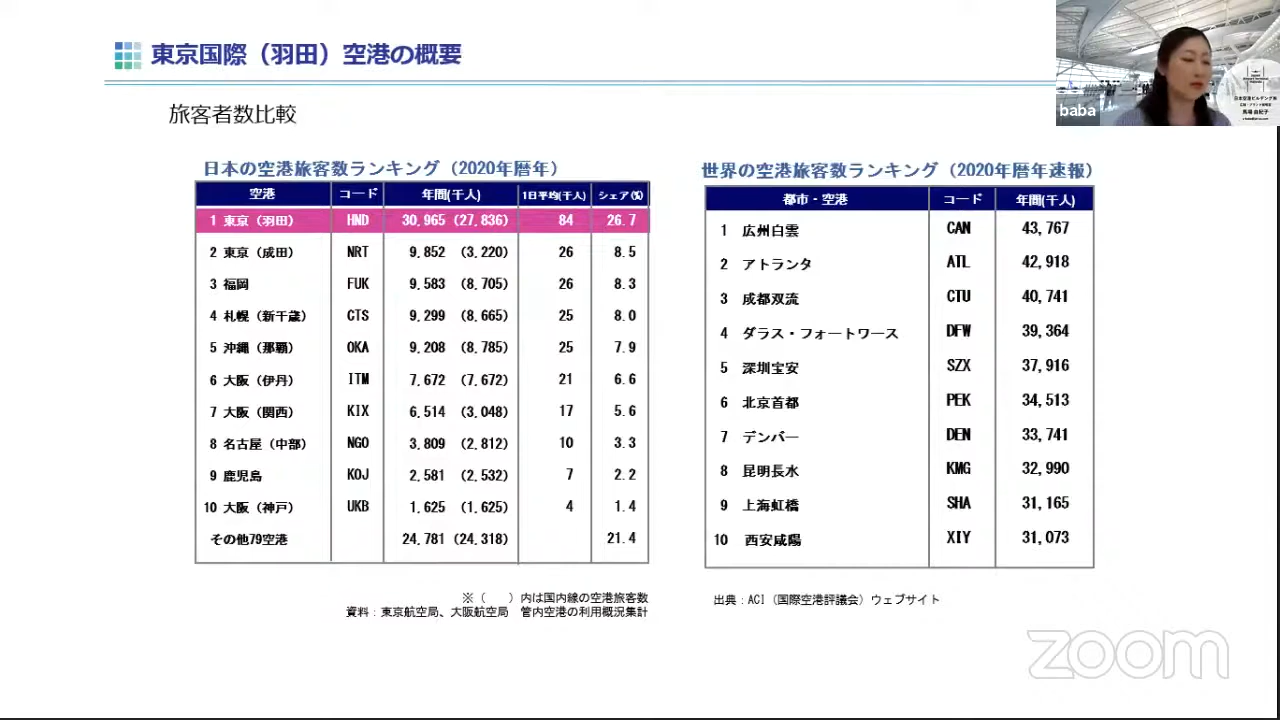 東京国際（羽田）空港の概要
旅客者数比較
日本の空港旅客数ランキング（2020年暦年）
空港 コード 年間(千人) 1日平均(千人) シェア(%)
1 東京（羽田） HND 30,965 (27,836) 84 26.7
2 東京（成田） NRT 9,852 (3,220) 26 8.5
3 福岡 FUK 9,583 (8,705) 26 8.3
4 札幌（新千歳） CTS 9,299 (8,665) 25 8.0
5 沖縄（那覇） OKA 9,208 (8,785) 25 7.9
6 大阪（伊丹） ITM 7,672 (7,672) 21 6.6
7 大阪（関西） KIX 6,514 (3,048) 17 5.6
8 名古屋（中部） NGO 3,809 (2,812) 10 3.3
9 鹿児島 KOJ 2,581 (2,532) 7 2.2
10 大阪（神戸） UKB 1,625 (1,625) 4 1.4
その他79空港 24,781 (24,318) 21.4
※（　　）内は国内線の空港旅客数
資料：東京航空局、大阪航空局　管内空港の利用概況集計
世界の空港旅客数ランキング（2020年暦年速報）
都市・空港 コード 年間(千人)
1 広州白雲 CAN 43,767
2 アトランタ ATL 42,918
3 成都双流 CTU 40,741
4 ダラス・フォートワース DFW 39,364
5 深圳宝安 SZX 37,916
6 北京首都 PEK 34,513
7 デンバー DEN 33,741
8 昆明長水 KMG 32,990
9 上海虹橋 SHA 31,165
10 西安咸陽 XIY 31,073
出典：ACI（国際空港評議会）ウェブサイト
baba
zoom